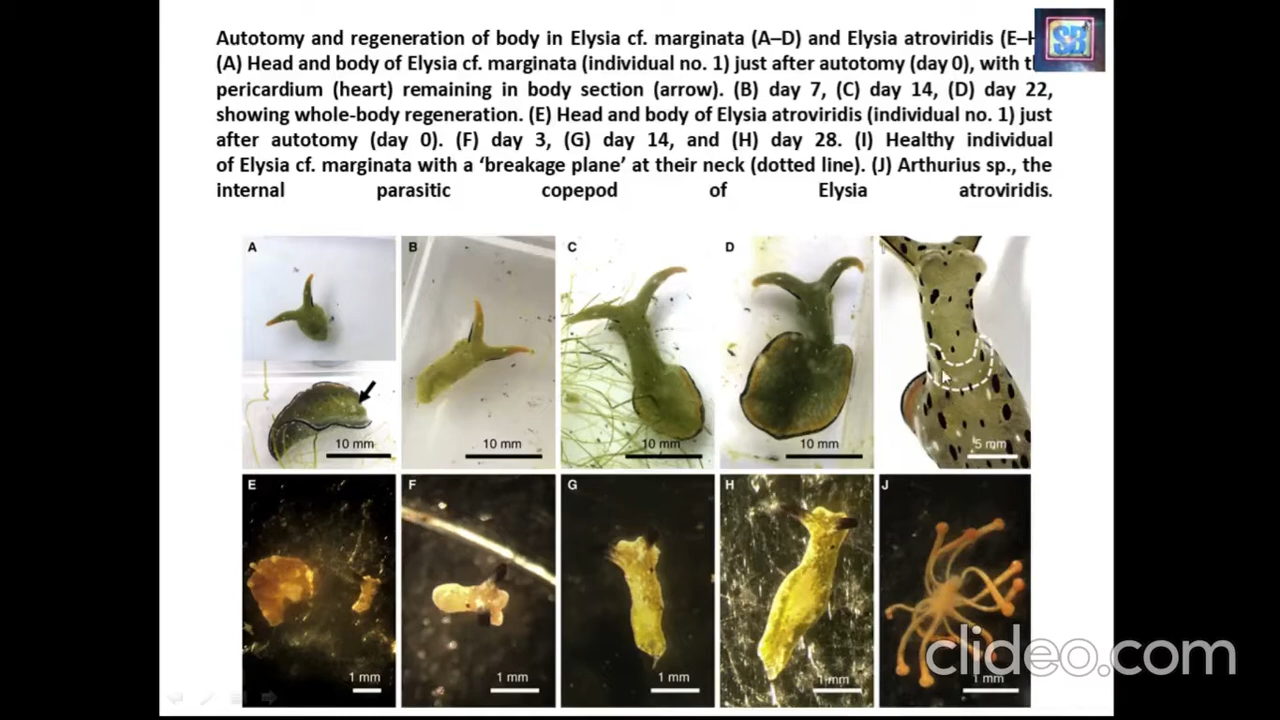 Autotomy and regeneration of body in Elysia cf. marginata (A–D) and Elysia atroviridis (E–H
(A) Head and body of Elysia cf. marginata (individual no. 1) just after autotomy (day 0), with
pericardium (heart) remaining in body section (arrow). (B) day 7, (C) day 14, (D) day 22,
showing whole-body regeneration. (E) Head and body of Elysia atroviridis (individual no. 1) just
after autotomy (day 0). (F) day 3, (G) day 14, and (H) day 28. (I) Healthy individual
of Elysia cf. marginata with a ‘breakage plane’ at their neck (dotted line). (J) Arthurius sp., the
internal parasitic copepod of Elysia atroviridis.
SB
A B C D
10 mm 10 mm 10 mm 10 mm 5 mm
E F G H J
1 mm 1 mm 1 mm 1 mm 1 mm
clideo.com